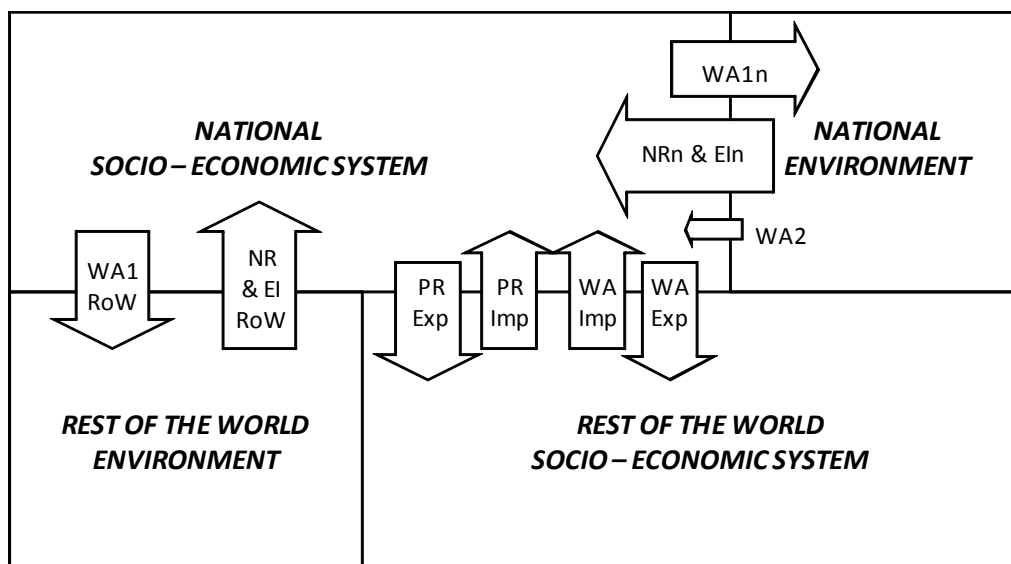 WA1n
NATIONAL
SOCIO – ECONOMIC SYSTEM
NRn & EIn
NATIONAL
ENVIRONMENT
WA2
WA1
RoW
NR
& EI
RoW
PR
Exp
PR
Imp
WA
Imp
WA
Exp
REST OF THE WORLD
ENVIRONMENT
REST OF THE WORLD
SOCIO – ECONOMIC SYSTEM